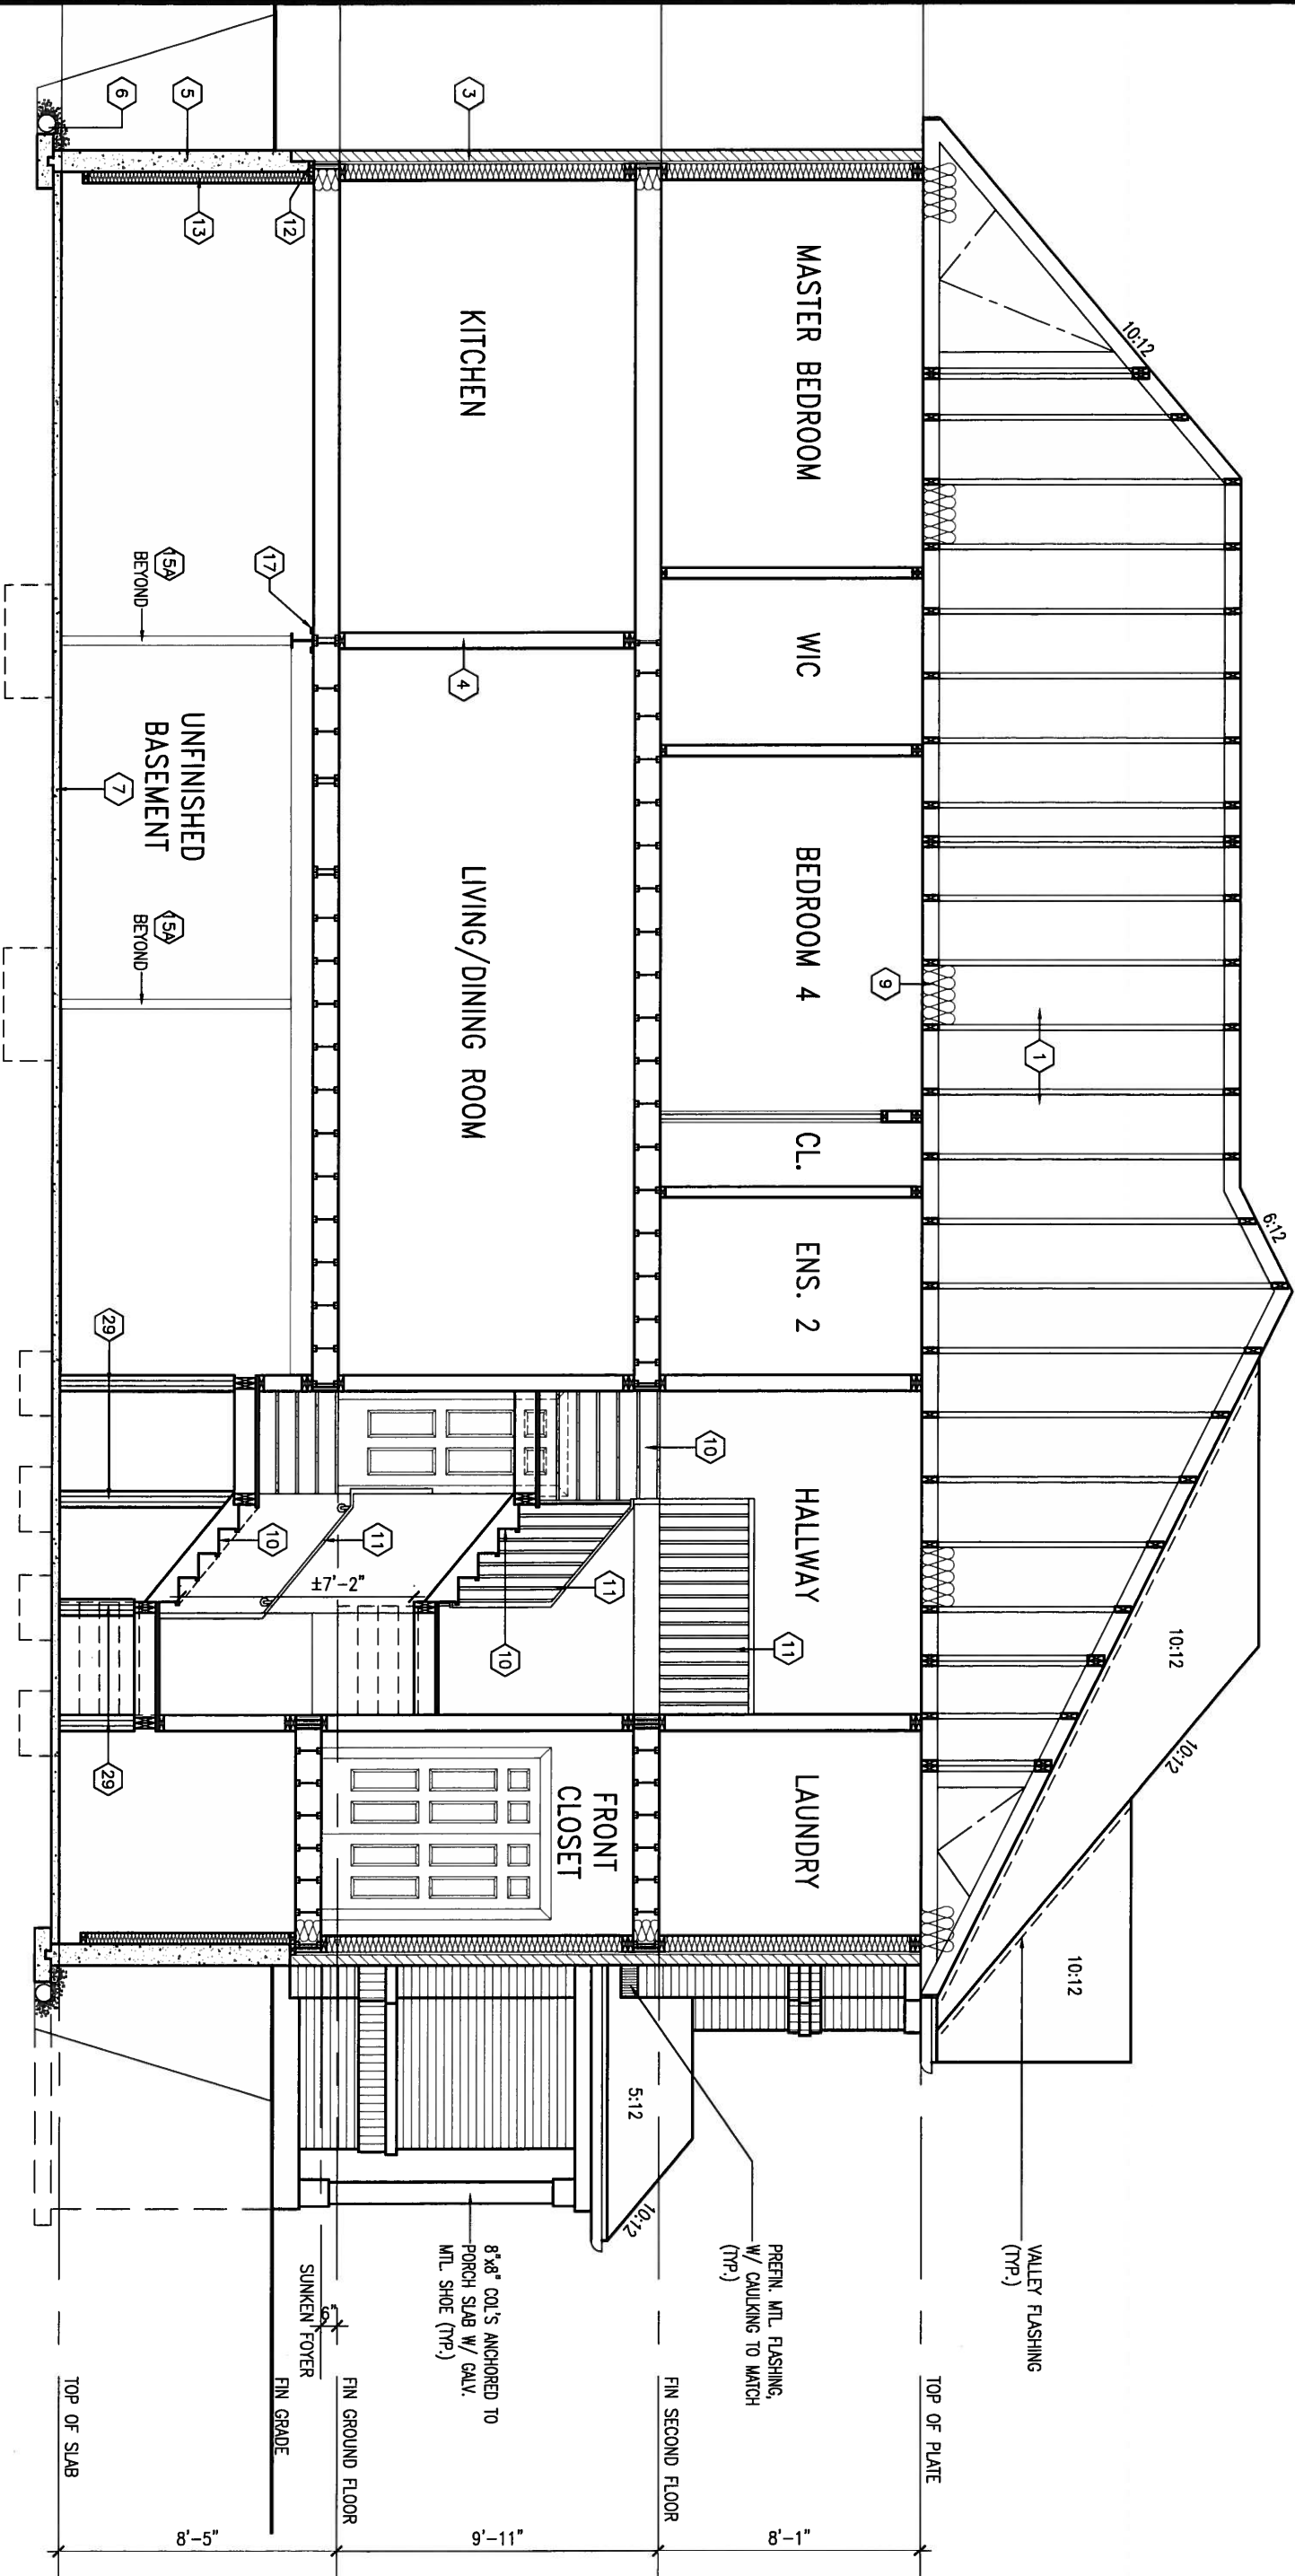 10:12
6:12
10:12
10:12
10:12
VALLEY FLASHING
(TYP.)
1
9
TOP OF PLATE
MASTER BEDROOM
WIC
BEDROOM 4
CL.
ENS. 2
HALLWAY
LAUNDRY
10
11
PREFIN. MTL. FLASHING,
W/ CAULKING TO MATCH
(TYP.)
5:12
10:12
FIN SECOND FLOOR
8'-1"
3
KITCHEN
4
LIVING/DINING ROOM
11
10
FRONT
CLOSET
8"x8" COL'S ANCHORED TO
PORCH SLAB W/ GALV.
MTL. SHOE (TYP.)
9'-11"
±7'-2"
11
10
6"
SUNKEN FOYER
FIN GROUND FLOOR
FIN GRADE
12
17
5
13
6
15A
BEYOND
UNFINISHED
BASEMENT
15A
BEYOND
7
29
29
TOP OF SLAB
8'-5"